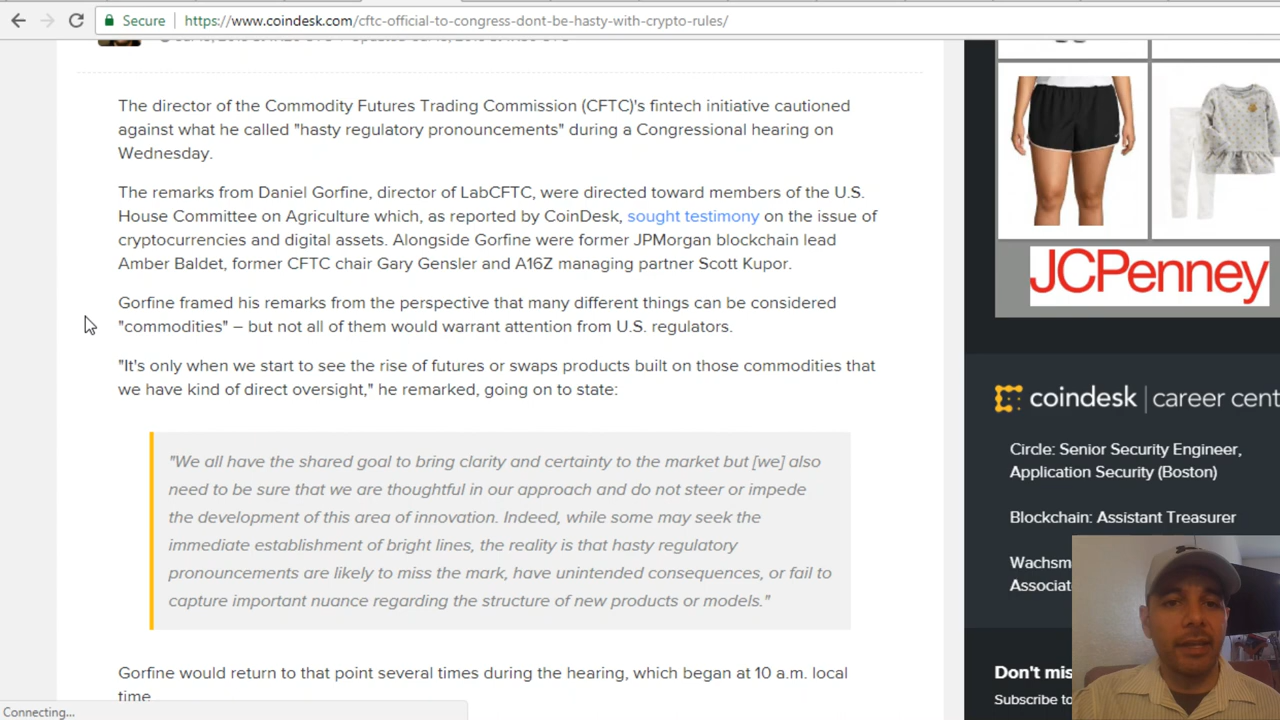 Secure
https://www.coindesk.com/cftc-official-to-congress-dont-be-hasty-with-crypto-rules/
The director of the Commodity Futures Trading Commission (CFTC)'s fintech initiative cautioned
against what he called "hasty regulatory pronouncements" during a Congressional hearing on
Wednesday.
The remarks from Daniel Gorfine, director of LabCFTC, were directed toward members of the U.S.
House Committee on Agriculture which, as reported by CoinDesk, sought testimony on the issue of
cryptocurrencies and digital assets. Alongside Gorfine were former JPMorgan blockchain lead
Amber Baldet, former CFTC chair Gary Gensler and A16Z managing partner Scott Kupor.
Gorfine framed his remarks from the perspective that many different things can be considered
"commodities" – but not all of them would warrant attention from U.S. regulators.
"It's only when we start to see the rise of futures or swaps products built on those commodities that
we have kind of direct oversight," he remarked, going on to state:
"We all have the shared goal to bring clarity and certainty to the market but [we] also
need to be sure that we are thoughtful in our approach and do not steer or impede
the development of this area of innovation. Indeed, while some may seek the
immediate establishment of bright lines, the reality is that hasty regulatory
pronouncements are likely to miss the mark, have unintended consequences, or fail to
capture important nuance regarding the structure of new products or models."
Gorfine would return to that point several times during the hearing, which began at 10 a.m. local
time
Connecting...
JCPenney
coindesk | career cent
Circle: Senior Security Engineer,
Application Security (Boston)
Blockchain: Assistant Treasurer
Wachsm
Associat
Don't mis
Subscribe to